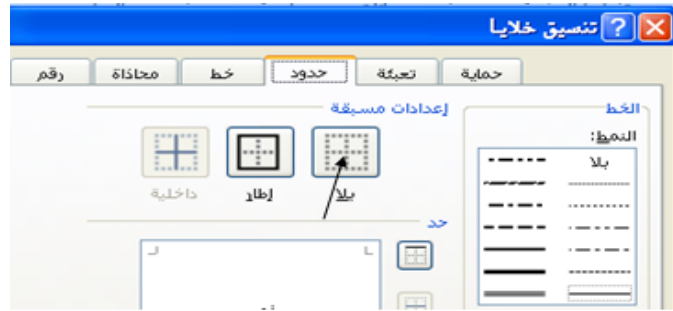 تنسيق خلايا
رقم محاذاة خط حدود تعبئة حماية
الخط
النمط:
بلا
إعدادات مسبقة
بلا إطار داخلية
حد